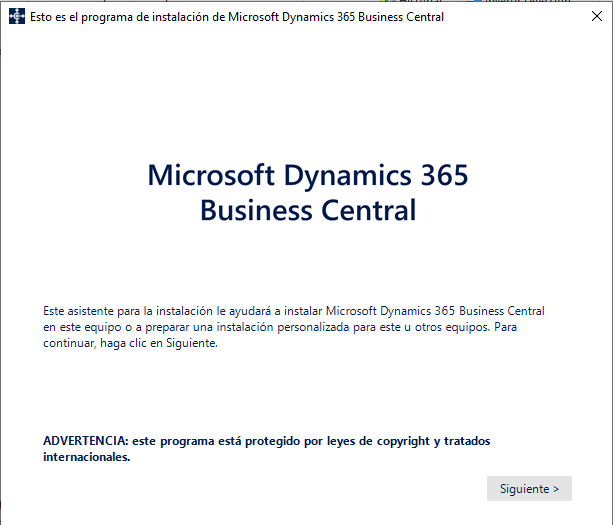 Esto es el programa de instalación de Microsoft Dynamics 365 Business Central
Microsoft Dynamics 365
Business Central
Este asistente para la instalación le ayudará a instalar Microsoft Dynamics 365 Business Central
en este equipo o a preparar una instalación personalizada para este u otros equipos. Para
continuar, haga clic en Siguiente.
ADVERTENCIA: este programa está protegido por leyes de copyright y tratados
internacionales.
Siguiente >